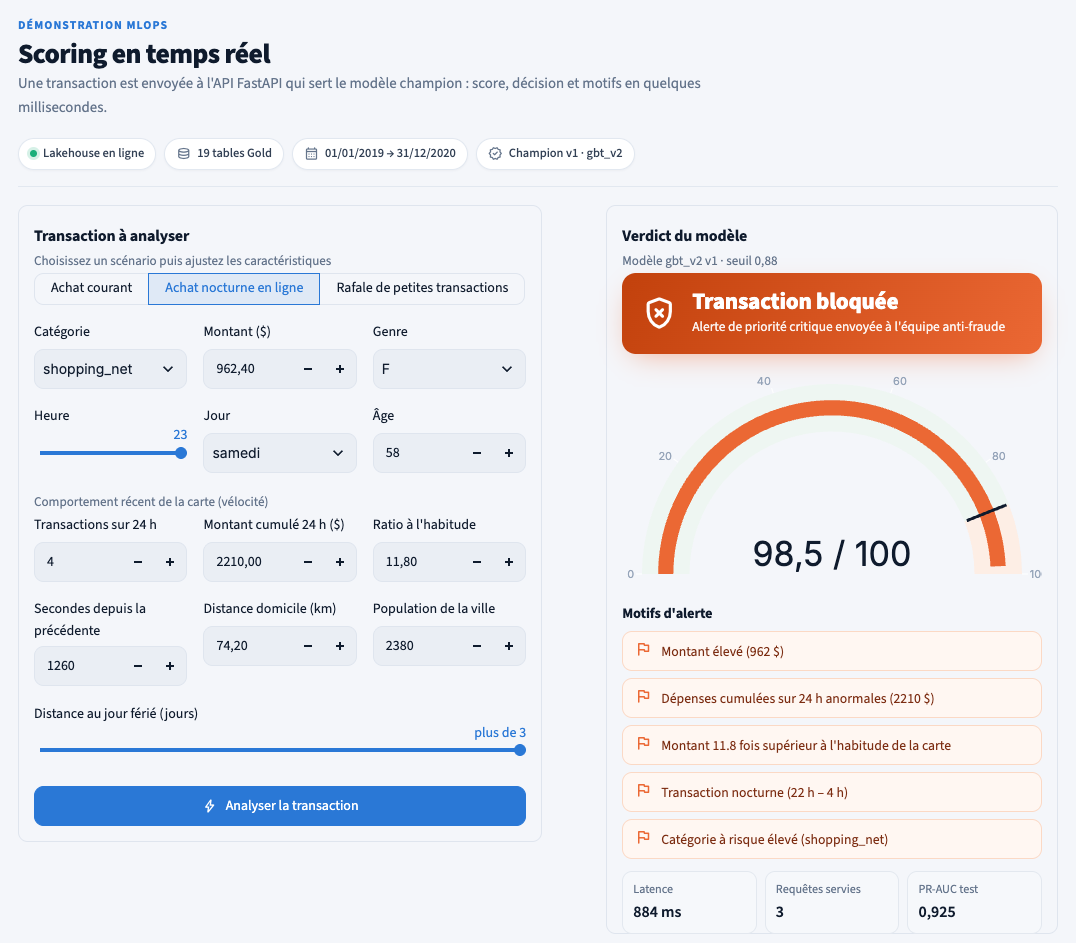 DÉMONSTRATION MLOPS
Scoring en temps réel
Une transaction est envoyée à l'API FastAPI qui sert le modèle champion : score, décision et motifs en quelques
millisecondes.
Lakehouse en ligne
19 tables Gold
01/01/2019 → 31/12/2020
Champion v1 · gbt_v2
Transaction à analyser
Choisissez un scénario puis ajustez les caractéristiques
Achat courant
Achat nocturne en ligne
Rafale de petites transactions
Catégorie
Montant ($)
Genre
shopping_net
962,40
F
Heure
Jour
Âge
23
samedi
58
Comportement récent de la carte (vélocité)
Transactions sur 24 h
Montant cumulé 24 h ($)
Ratio à l'habitude
4
2210,00
11,80
Secondes depuis la
précédente
Distance domicile (km)
Population de la ville
1260
74,20
2380
Distance au jour férié (jours)
plus de 3
Analyser la transaction
Verdict du modèle
Modèle gbt_v2 v1 · seuil 0,88
Transaction bloquée
Alerte de priorité critique envoyée à l'équipe anti-fraude
0
20
40
60
80
10
98,5 / 100
Motifs d'alerte
Montant élevé (962 $)
Dépenses cumulées sur 24 h anormales (2210 $)
Montant 11.8 fois supérieur à l'habitude de la carte
Transaction nocturne (22 h – 4 h)
Catégorie à risque élevé (shopping_net)
Latence
884 ms
Requêtes servies
3
PR-AUC test
0,925